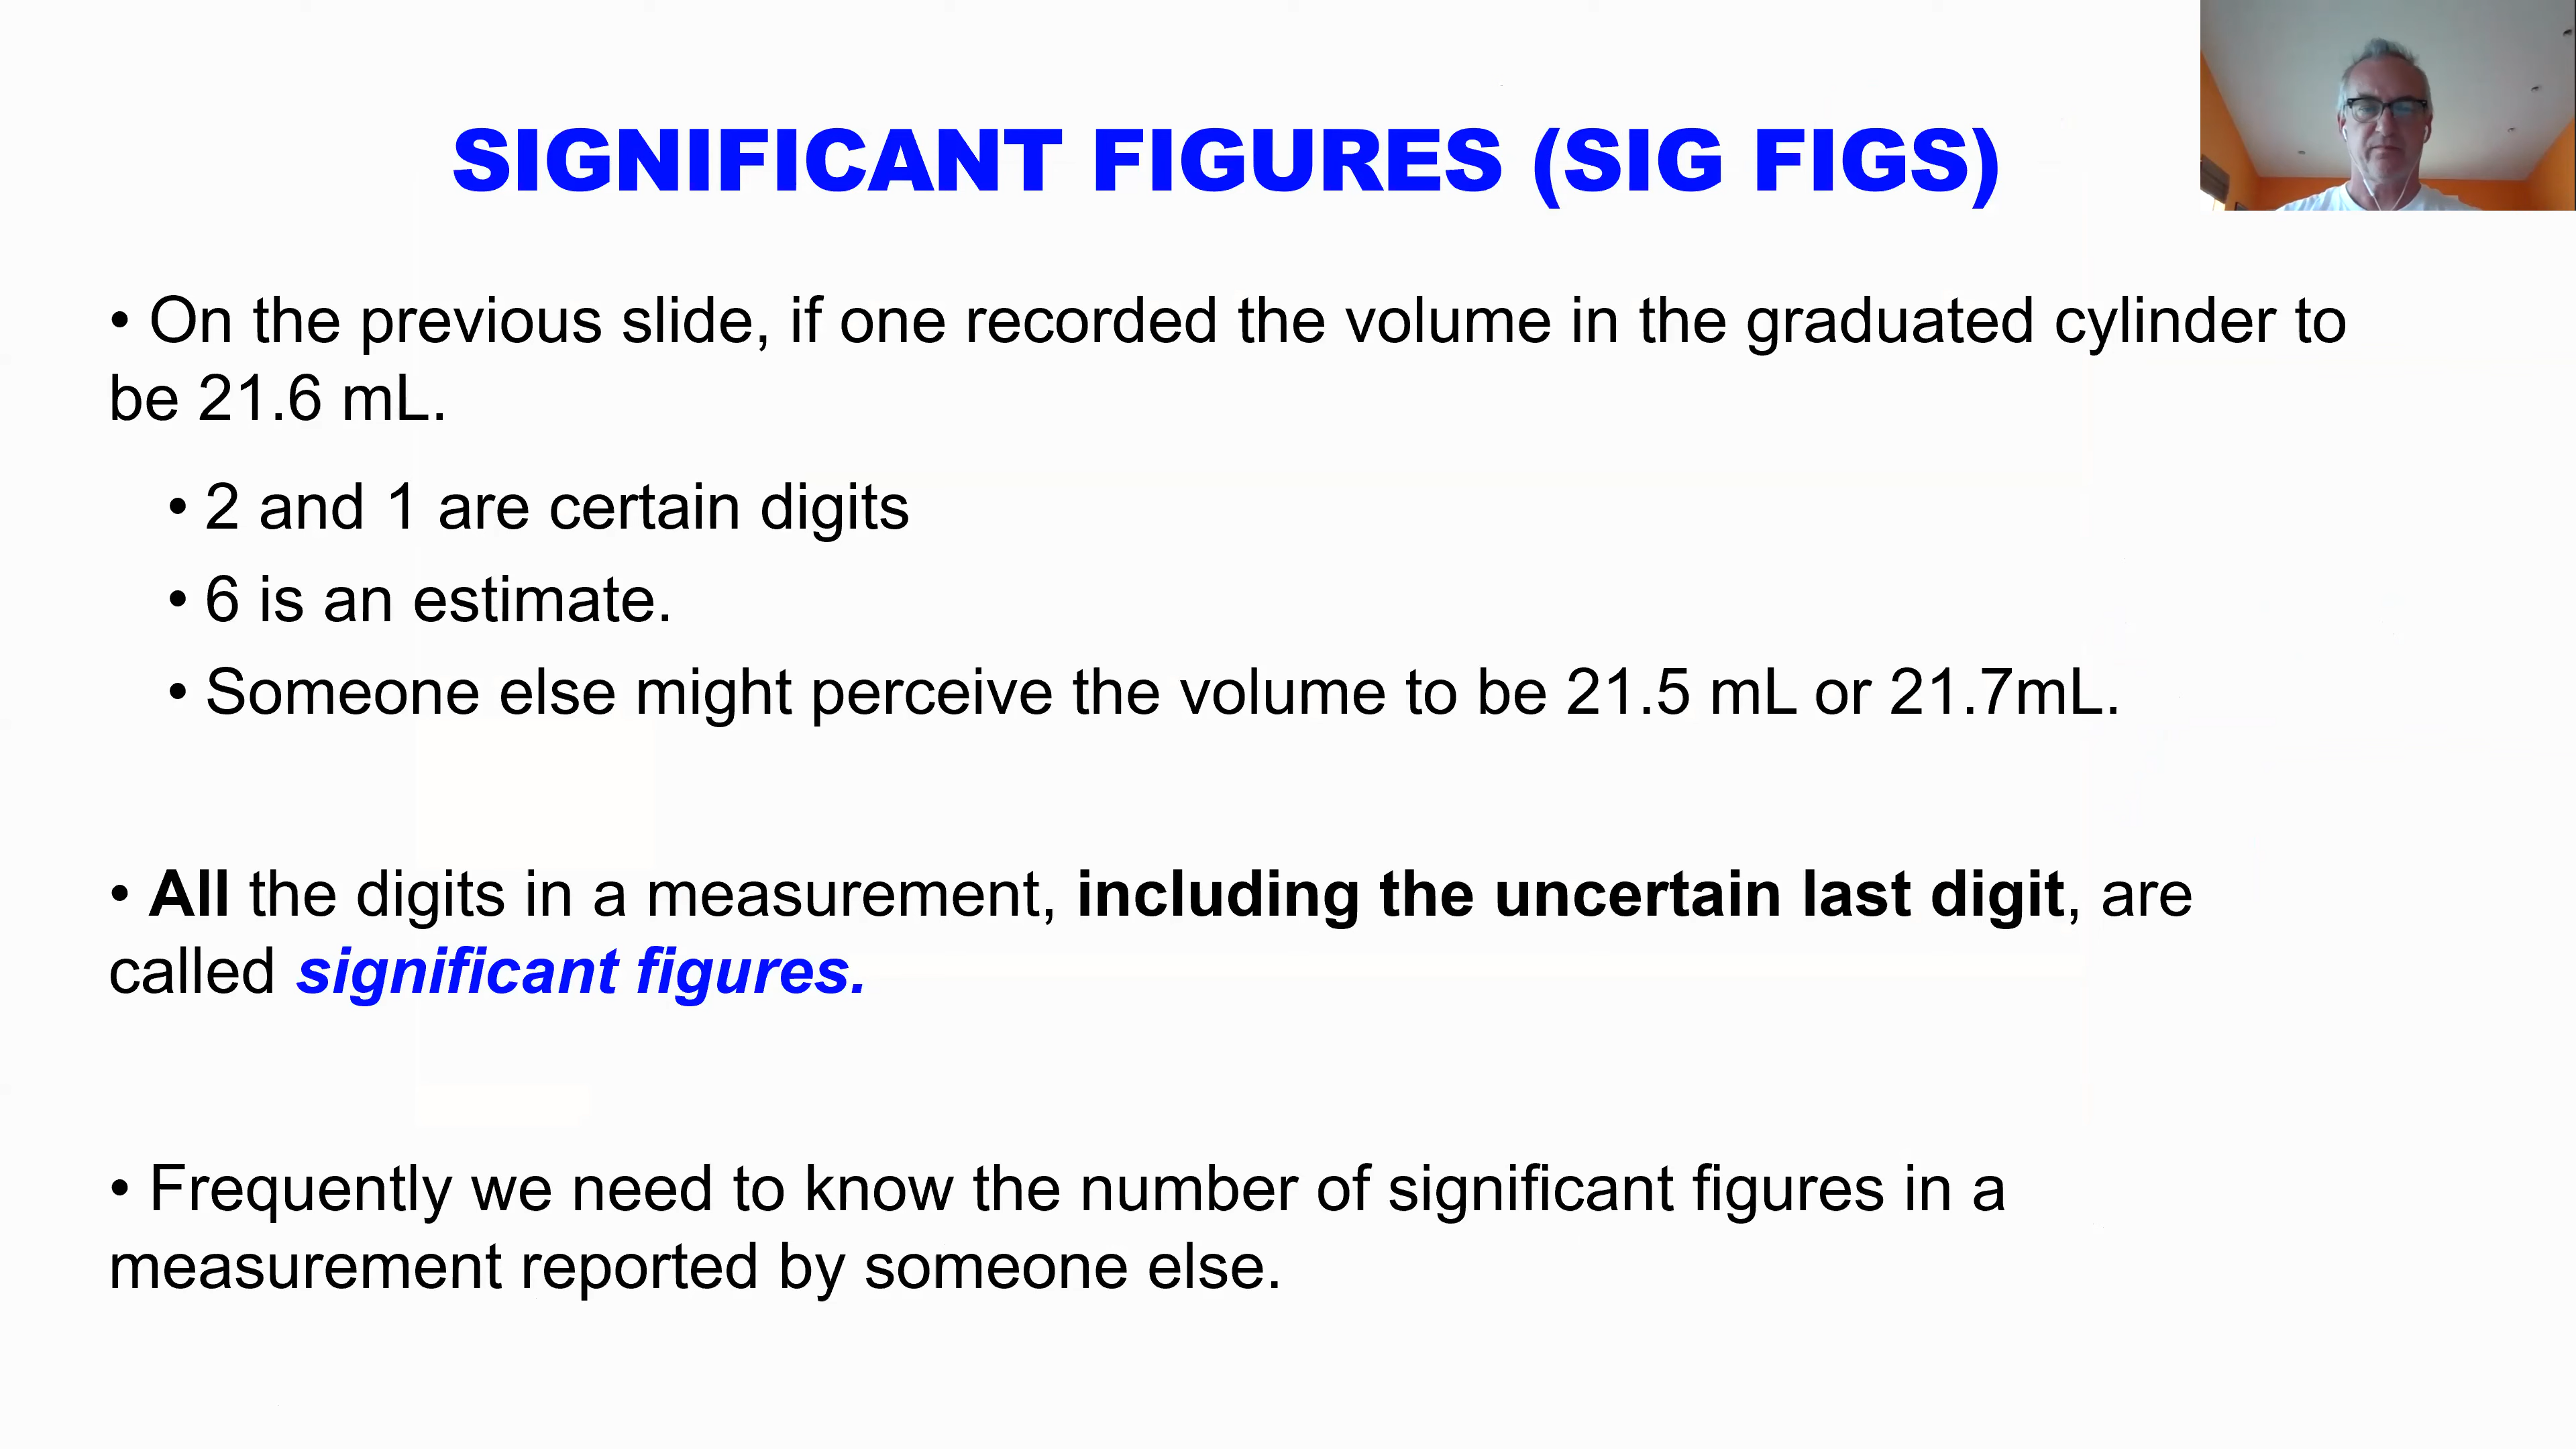 SIGNIFICANT FIGURES (SIG FIGS)
• On the previous slide, if one recorded the volume in the graduated cylinder to
be 21.6 mL.
• 2 and 1 are certain digits
• 6 is an estimate.
• Someone else might perceive the volume to be 21.5 mL or 21.7mL.
• All the digits in a measurement, including the uncertain last digit, are
called significant figures.
• Frequently we need to know the number of significant figures in a
measurement reported by someone else.